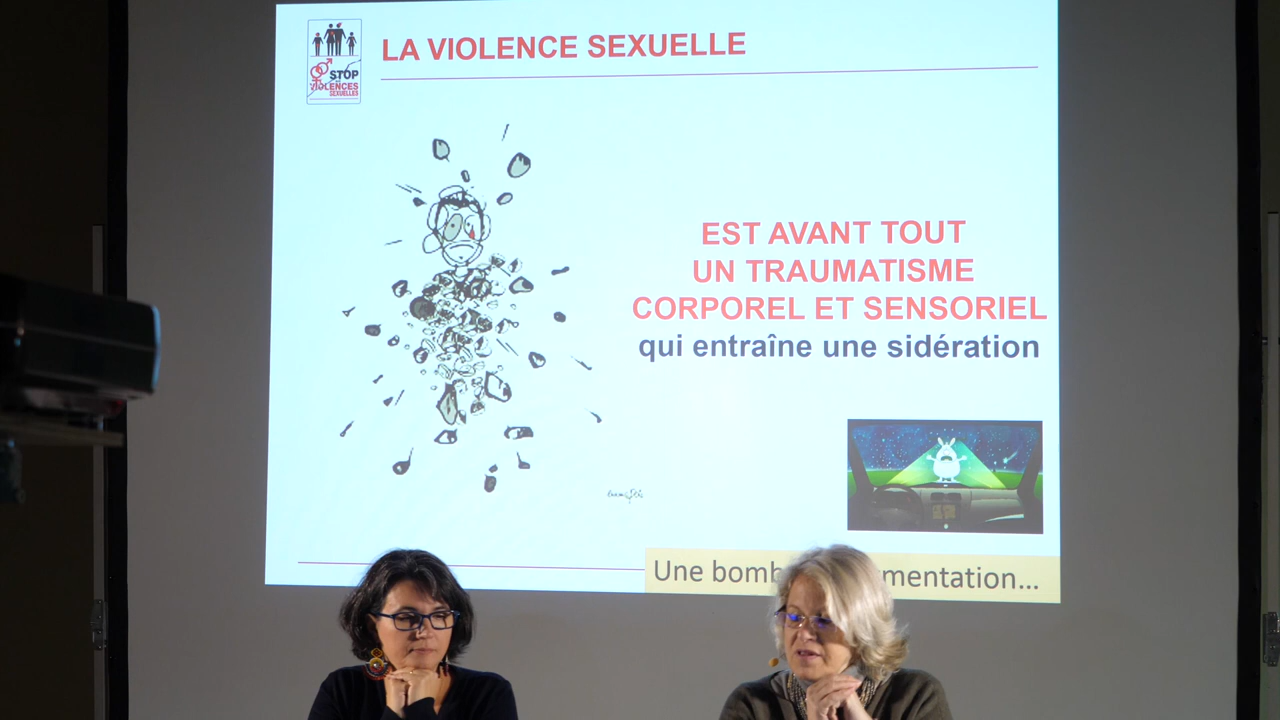 LA VIOLENCE SEXUELLE
STOP
AUX
VIOLENCES
SEXUELLES
EST AVANT TOUT
UN TRAUMATISME
CORPOREL ET SENSORIEL
qui entraîne une sidération
Une bomb mentation...